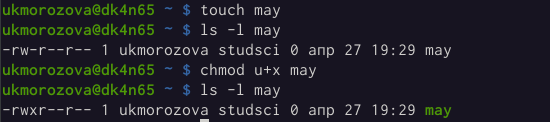 ukmorozova@dk4n65 ~ $ touch may
ukmorozova@dk4n65 ~ $ ls -l may
-rw-r--r-- 1 ukmorozova studsci 0 апр 27 19:29 may
ukmorozova@dk4n65 ~ $ chmod u+x may
ukmorozova@dk4n65 ~ $ ls -l may
-rwxr--r-- 1 ukmorozova studsci 0 апр 27 19:29 may